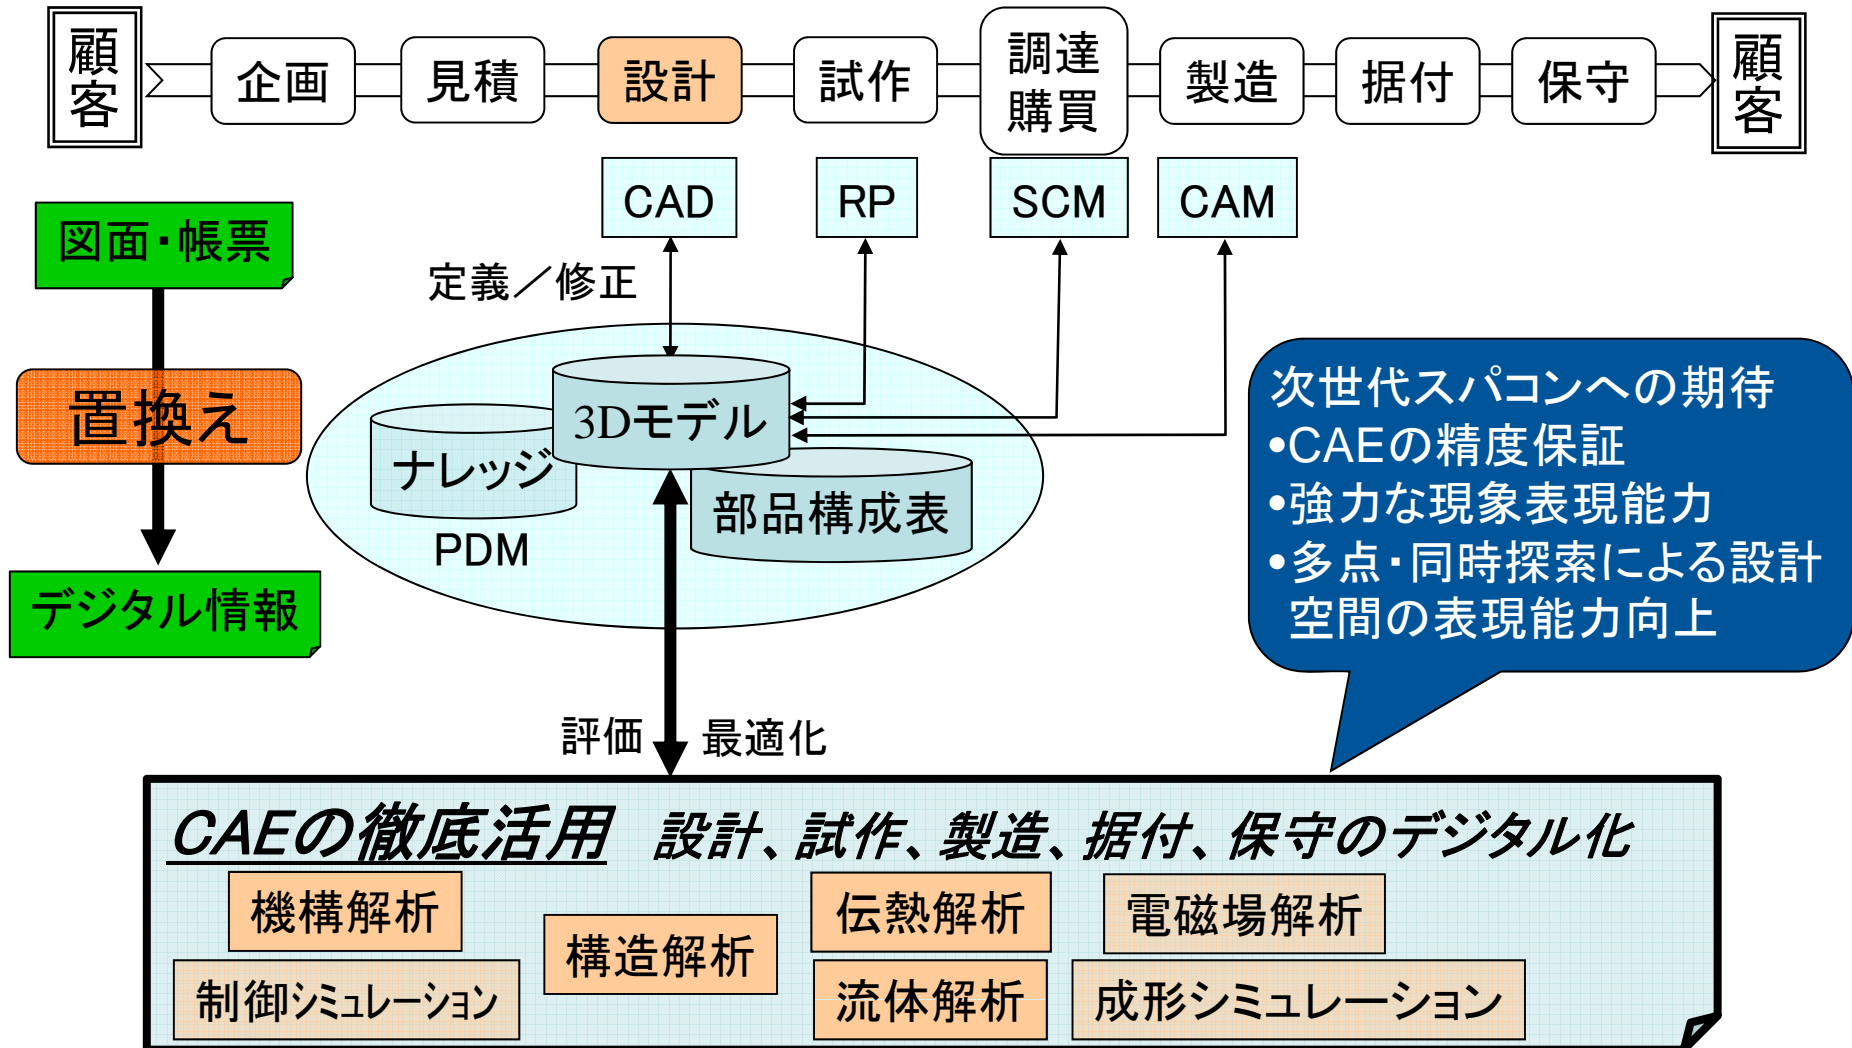 顧客
企画
見積
設計
試作
調達
購買
製造
据付
保守
顧客
CAD
RP
SCM
CAM
図面・帳票
置換え
デジタル情報
定義／修正
3Dモデル
ナレッジ
部品構成表
PDM
次世代スパコンへの期待
•CAEの精度保証
•強力な現象表現能力
•多点・同時探索による設計
空間の表現能力向上
評価
最適化
CAEの徹底活用 設計、試作、製造、据付、保守のデジタル化
機構解析
構造解析
伝熱解析
電磁場解析
制御シミュレーション
流体解析
成形シミュレーション